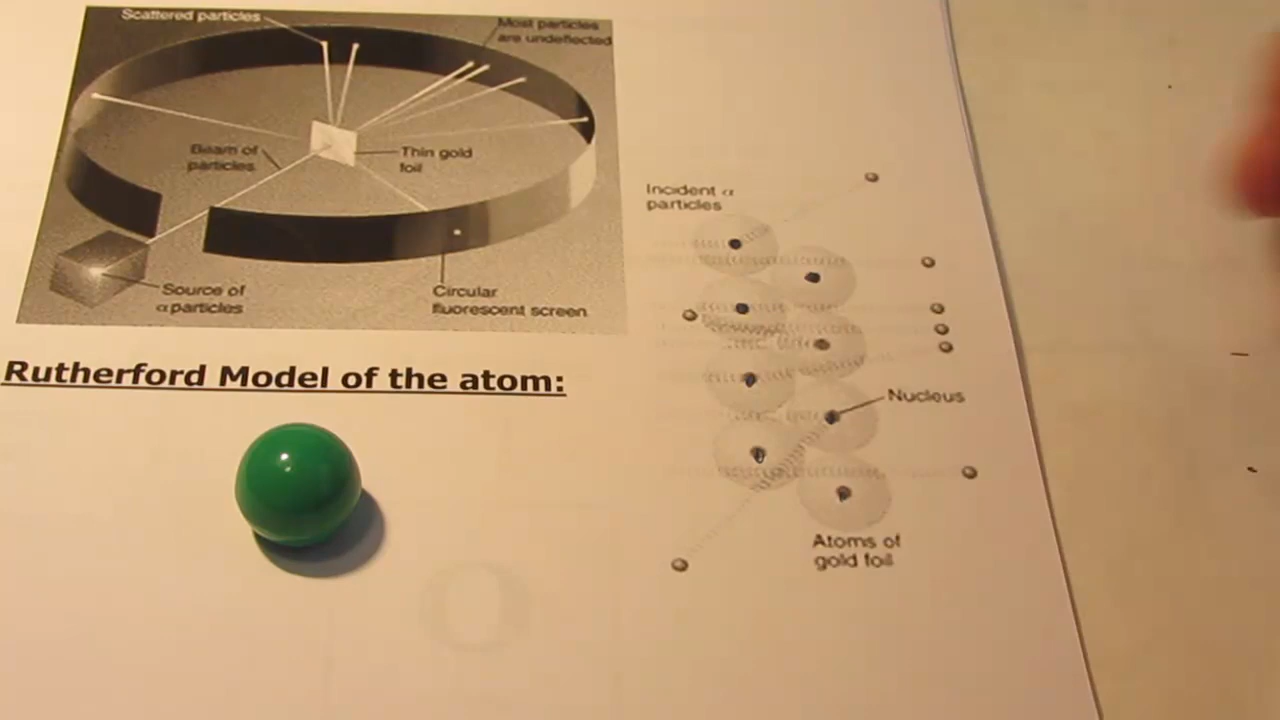 Scattered particles
Most particles
are undeflected
Beam of
particles
Thin gold
foil
Source of
α particles
Circular
fluorescent screen
Incident α
particles
Nucleus
Atoms of
gold foil
Rutherford Model of the atom: